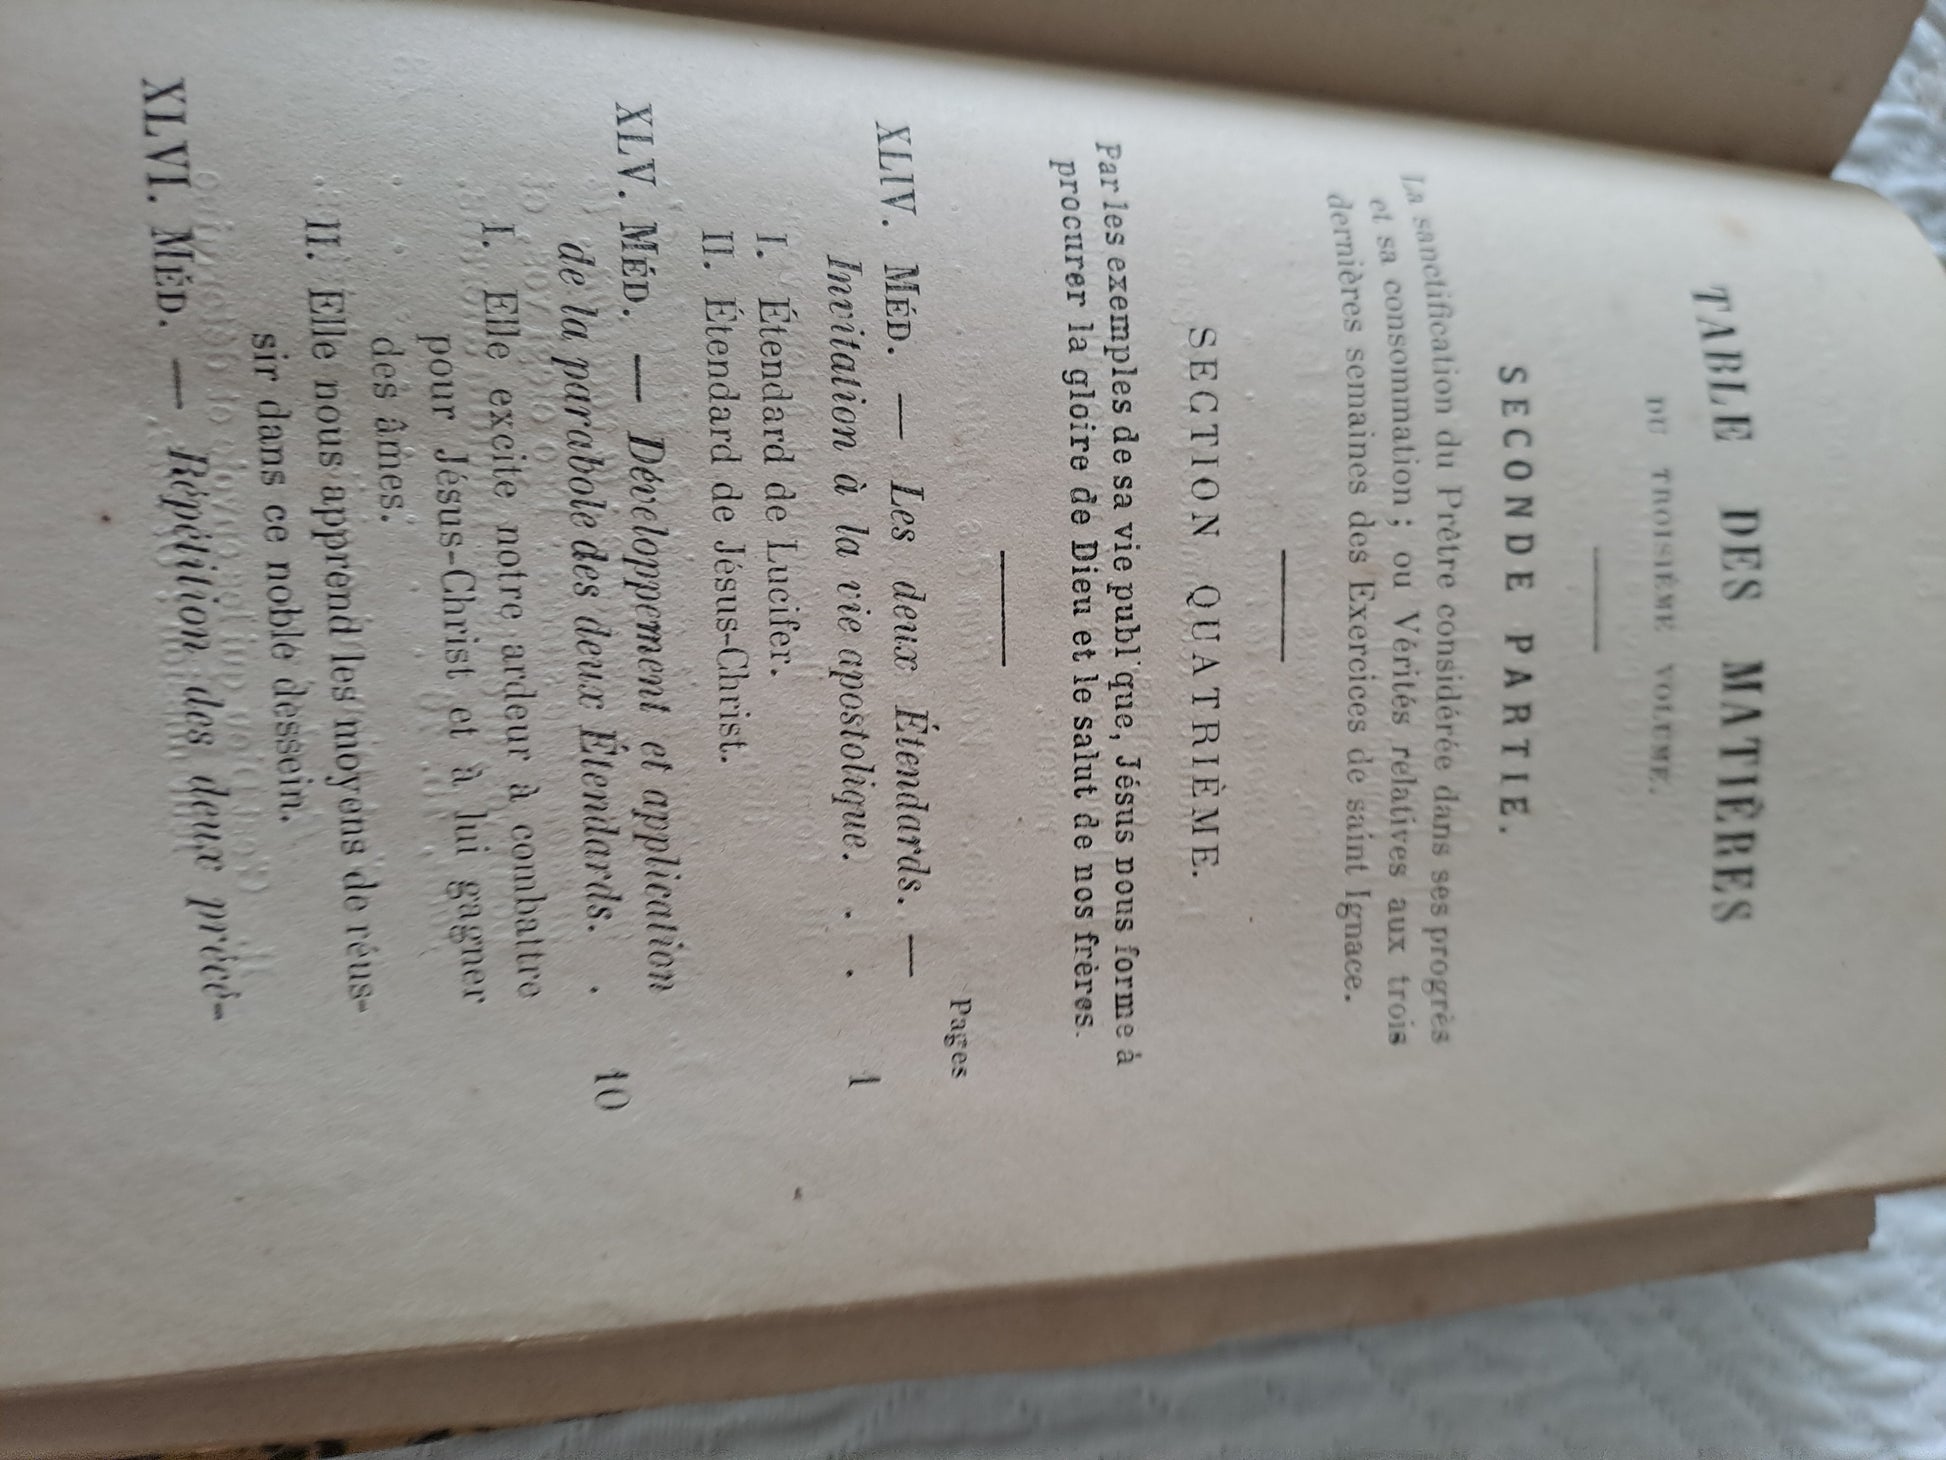 TABLE DES MATIÈRES
DU TROISIÈME VOLUME.
SECONDE PARTIE.
La sanctification du Prêtre considérée dans ses progrès
et sa consommation ; ou Vérités relatives aux trois
dernières semaines des Exercices de saint Ignace.
SECTION QUATRIÈME.
Par les exemples de sa vie publique, Jésus nous forme à
procurer la gloire de Dieu et le salut de nos frères.
Pages
XLIV. MÉD. — Les deux Étendards. —
Invitation à la vie apostolique. . . 1
I. Étendard de Lucifer.
II. Étendard de Jésus-Christ.
XLV. MÉD. — Développement et application
de la parabole des deux Étendards. . 10
I. Elle excite notre ardeur à combattre
pour Jésus-Christ et à lui gagner
des âmes.
II. Elle nous apprend les moyens de réus-
sir dans ce noble dessein.
XLVI. MÉD. — Répétition des deux précé-